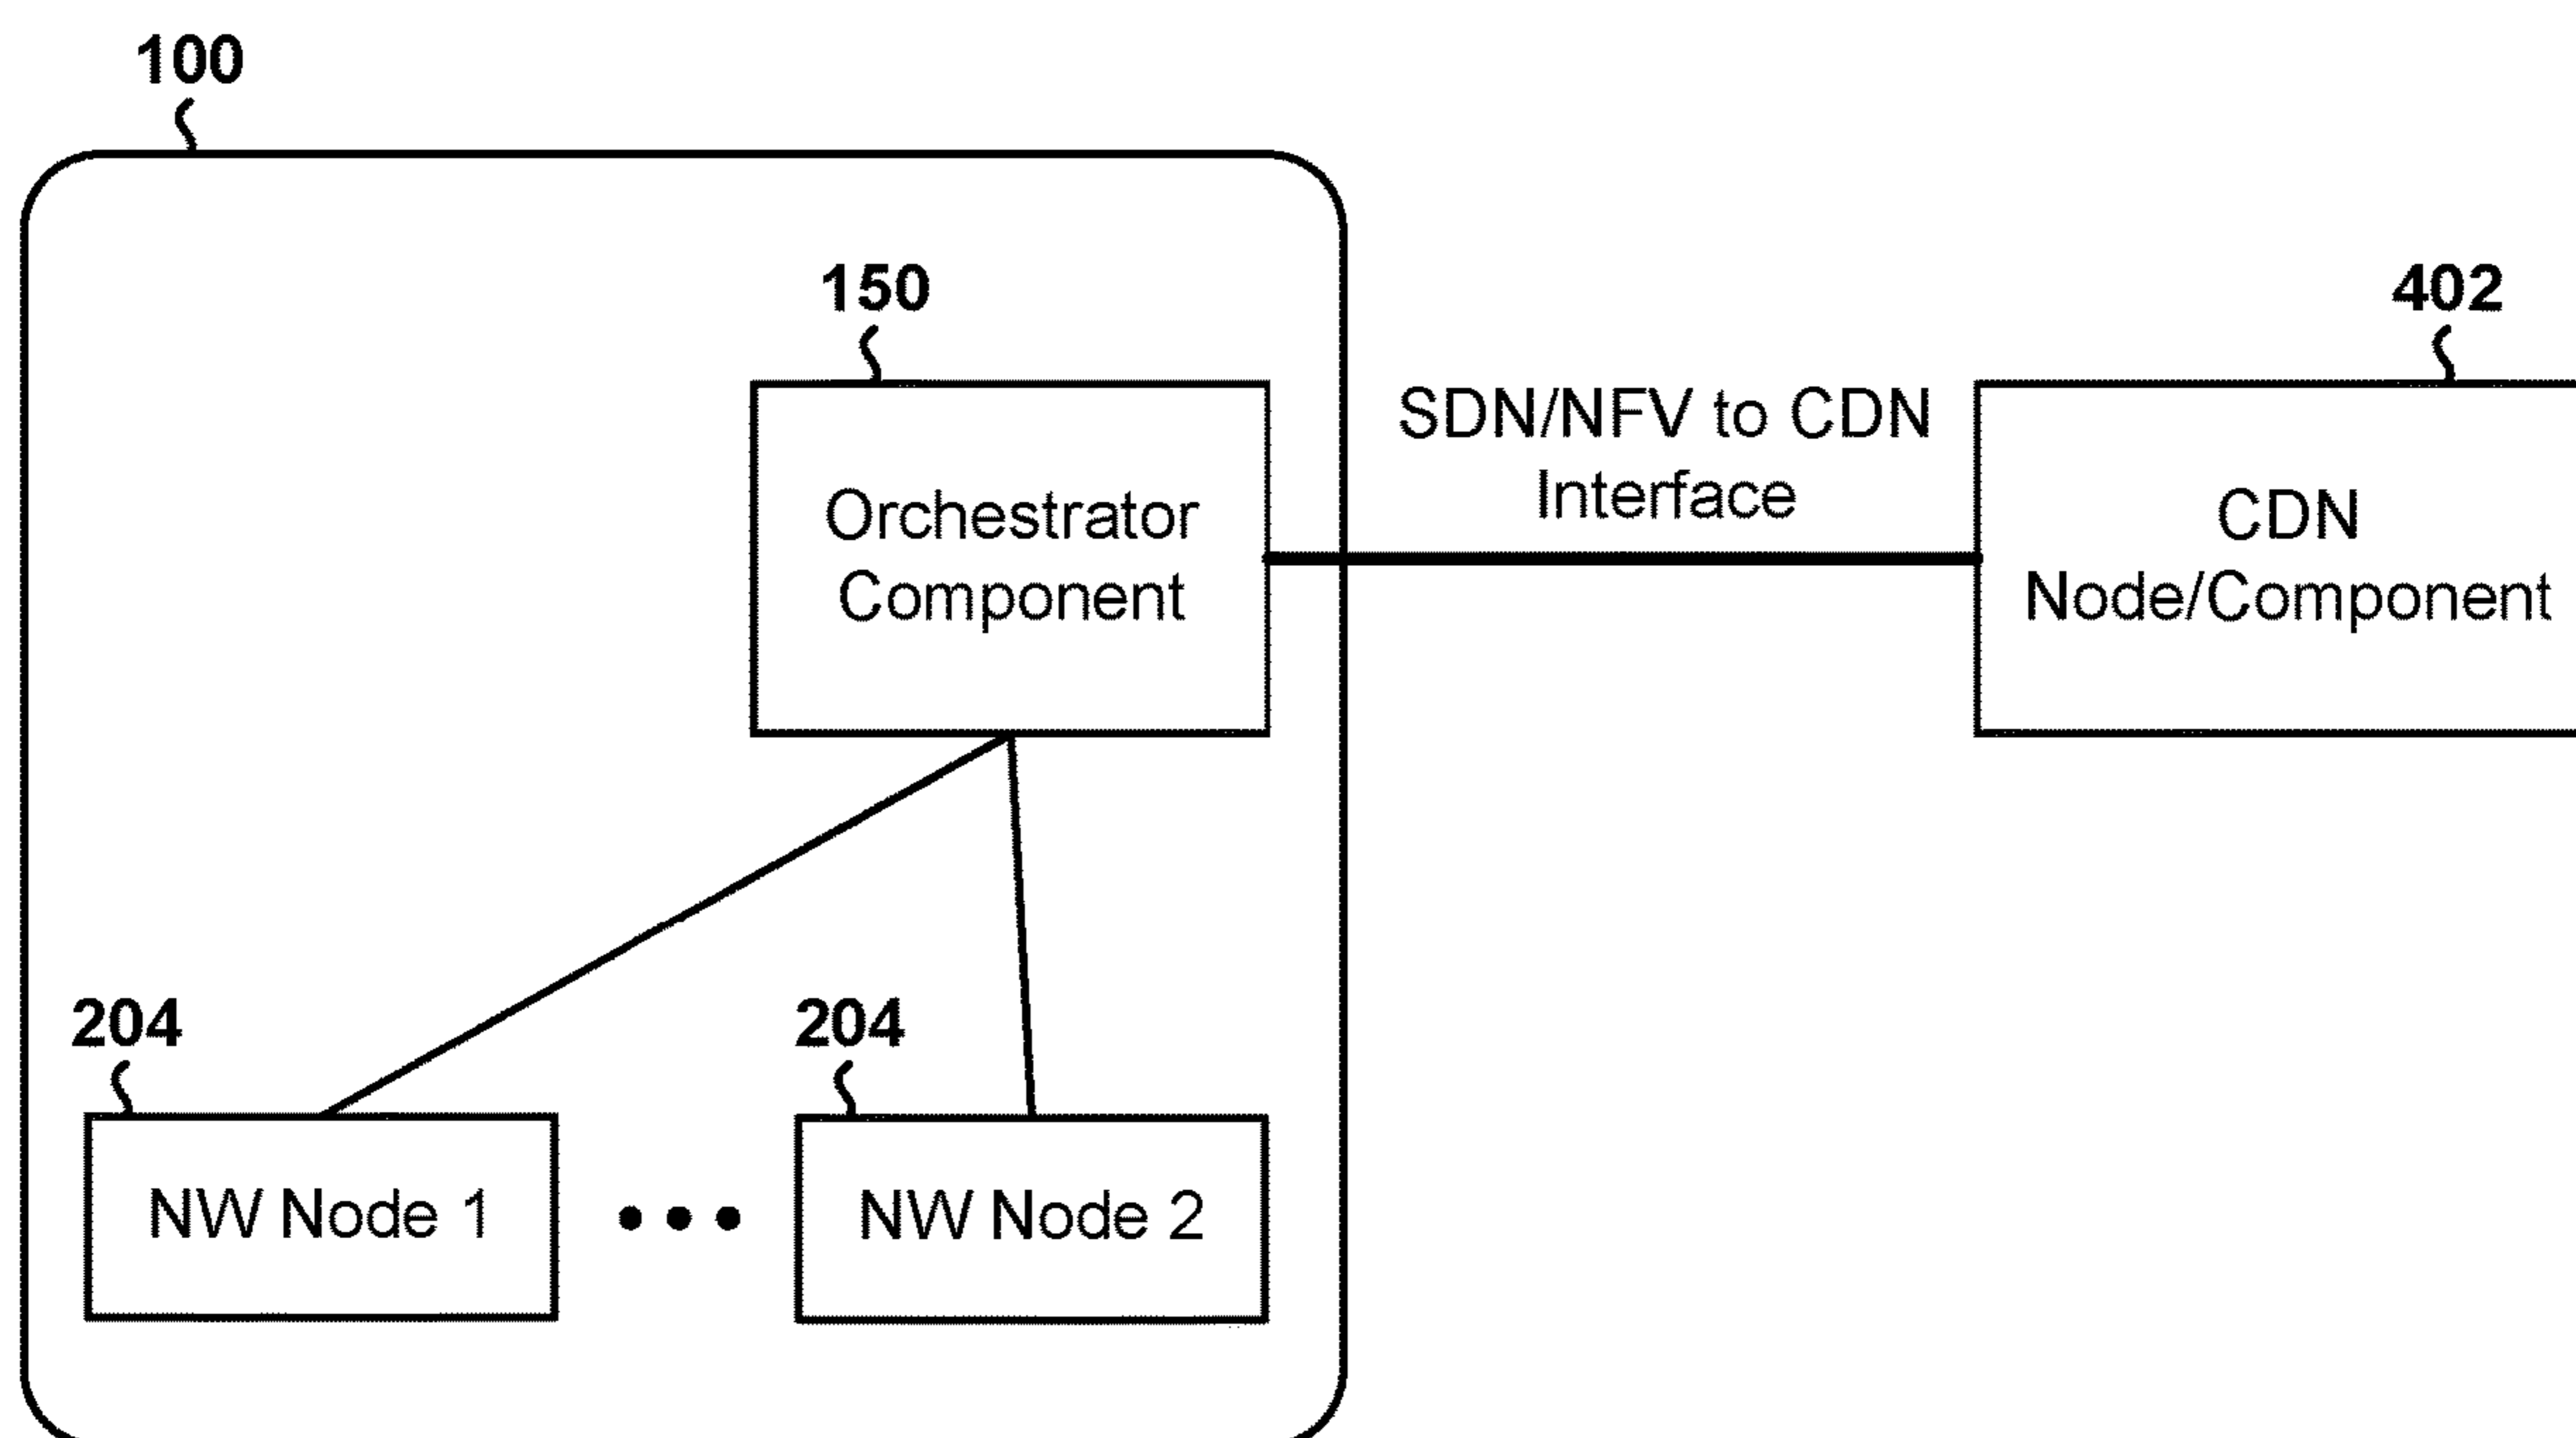 100
150
402
SDN/NFV to CDN
Interface
Orchestrator
Component
CDN
Node/Component
204
204
NW Node 1
NW Node 2